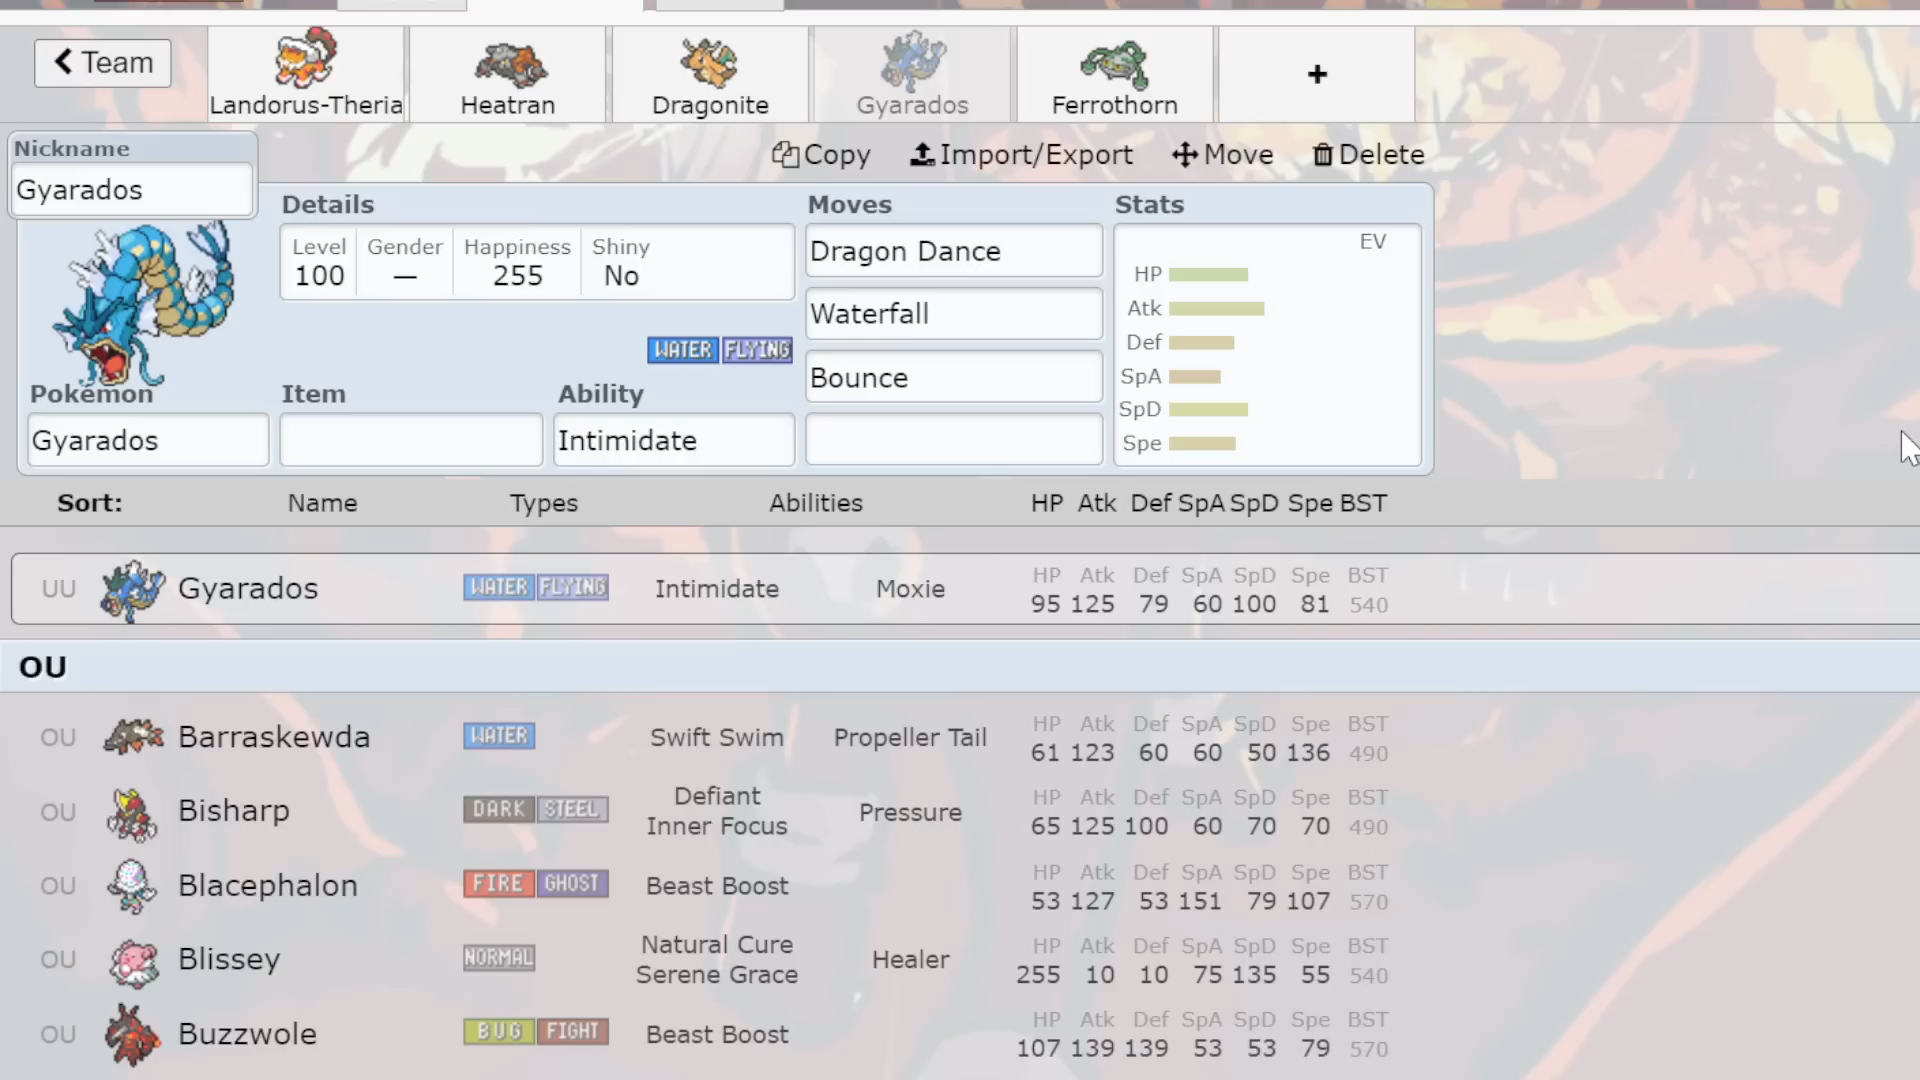 Team
Landorus-Theria
Heatran
Dragonite
Gyarados
Ferrothorn
+
Nickname
Gyarados
Copy
Import/Export
Move
Delete
Details
Level
100
Gender
—
Happiness
255
Shiny
No
WATER FLYING
Pokémon
Gyarados
Item
Ability
Intimidate
Moves
Dragon Dance
Waterfall
Bounce
Stats
EV
HP
Atk
Def
SpA
SpD
Spe
Sort: Name Types Abilities HP Atk Def SpA SpD Spe BST
UU Gyarados WATER FLYING Intimidate Moxie
HP Atk Def SpA SpD Spe BST
95 125 79 60 100 81 540
OU
OU Barraskewda WATER Swift Swim Propeller Tail
HP Atk Def SpA SpD Spe BST
61 123 60 60 50 136 490
OU Bisharp DARK STEEL
Defiant
Inner Focus
Pressure
HP Atk Def SpA SpD Spe BST
65 125 100 60 70 70 490
OU Blacephalon FIRE GHOST Beast Boost
HP Atk Def SpA SpD Spe BST
53 127 53 151 79 107 570
OU Blissey NORMAL
Natural Cure
Serene Grace
Healer
HP Atk Def SpA SpD Spe BST
255 10 10 75 135 55 540
OU Buzzwole BUG FIGHT Beast Boost
HP Atk Def SpA SpD Spe BST
107 139 139 53 53 79 570